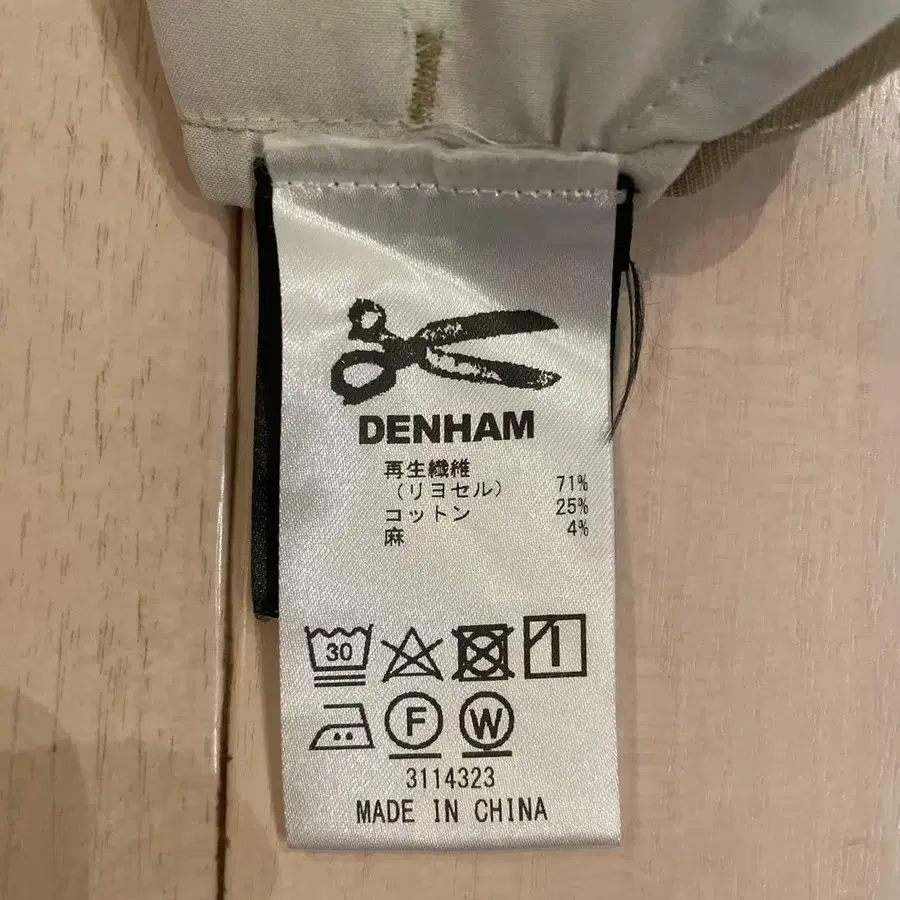 DENHAM
再生繊維
（リヨセル） 71%
コットン 25%
麻 4%
30
F W
3114323
MADE IN CHINA